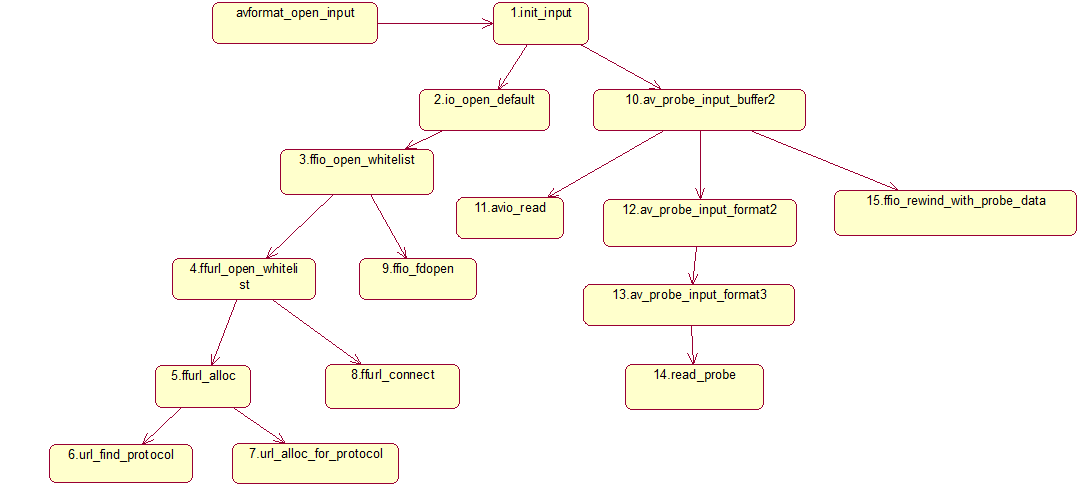 avformat_open_input
1.init_input
2.io_open_default
10.av_probe_input_buffer2
3.ffio_open_whitelist
11.avio_read
12.av_probe_input_format2
15.ffio_rewind_with_probe_data
4.ffurl_open_whiteli
st
9.ffio_fdopen
13.av_probe_input_format3
5.ffurl_alloc
8.ffurl_connect
14.read_probe
6.url_find_protocol
7.url_alloc_for_protocol